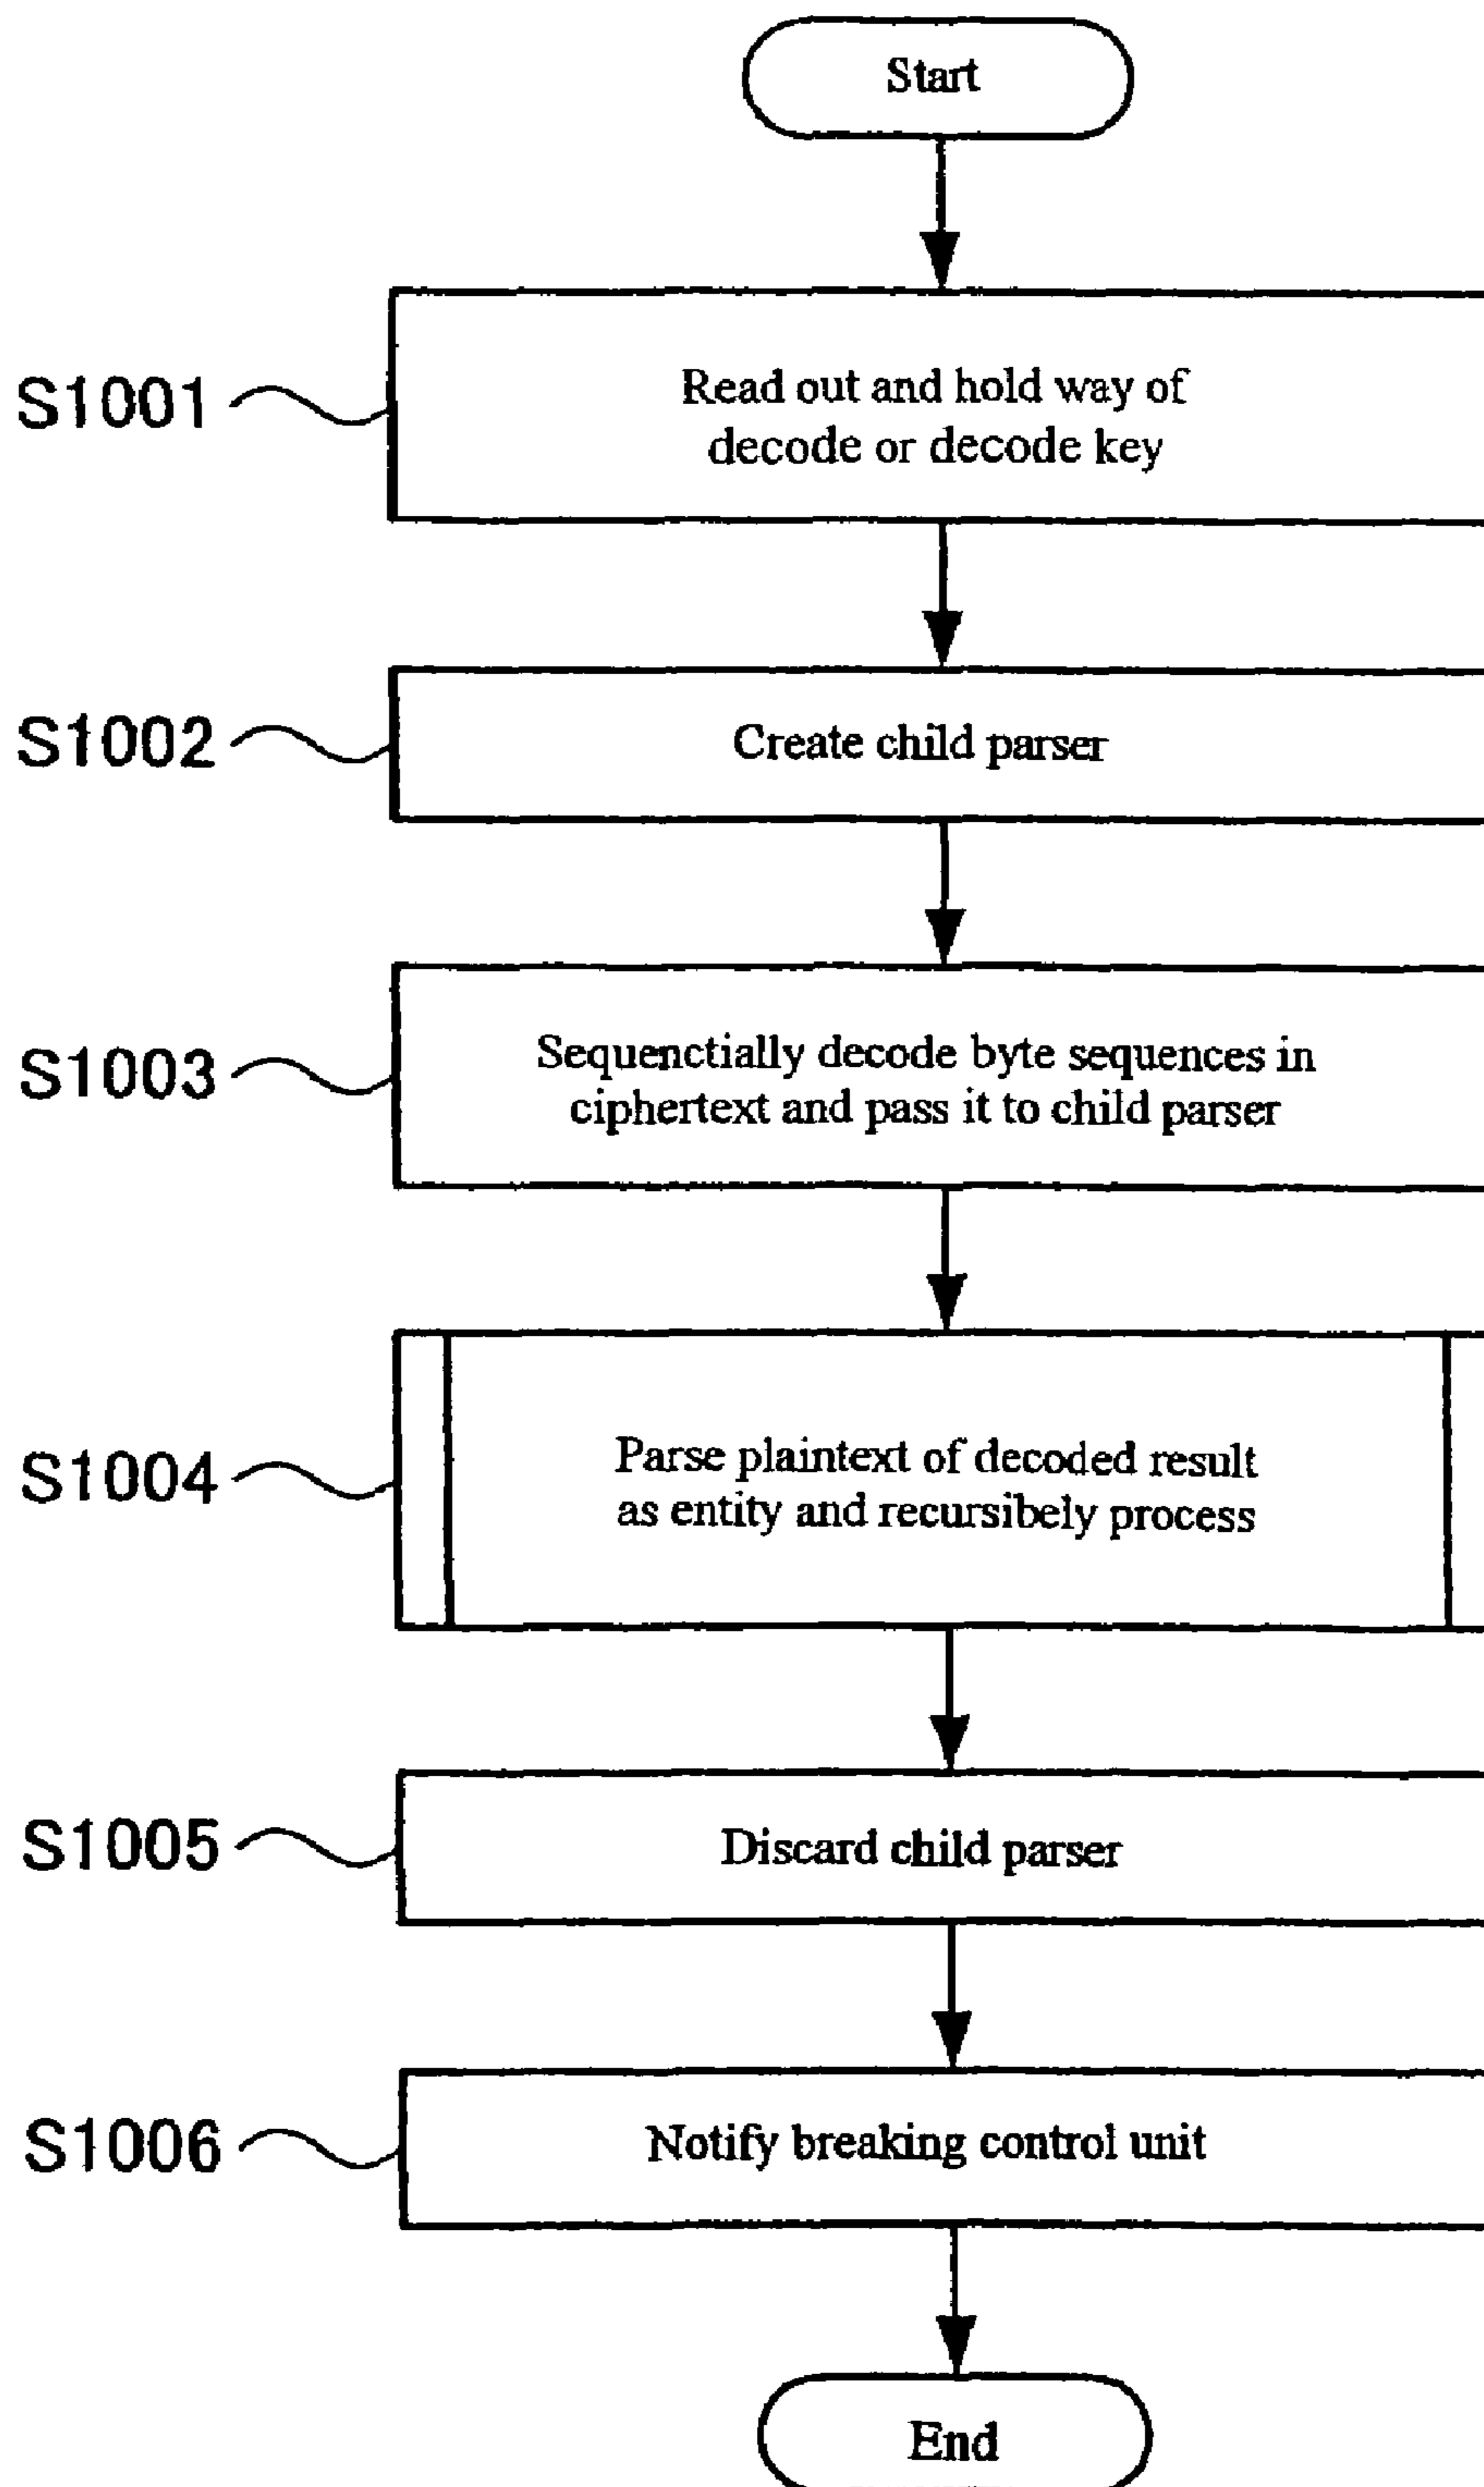 Start
S1001
Read out and hold way of
decode or decode key
S1002
Create child parser
S1003
Sequenctially decode byte sequences in
ciphertext and pass it to child parser
S1004
Parse plaintext of decoded result
as entity and recursibely process
S1005
Discard child parser
S1006
Notify breaking control unit
End